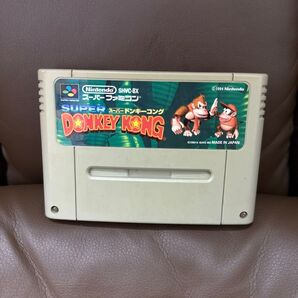 Nintendo SHVC-8X
スーパーファミコン
© 1994 Nintendo
SUPER スーパードンキーコング
DONKEY KONG
MADE IN JAPAN